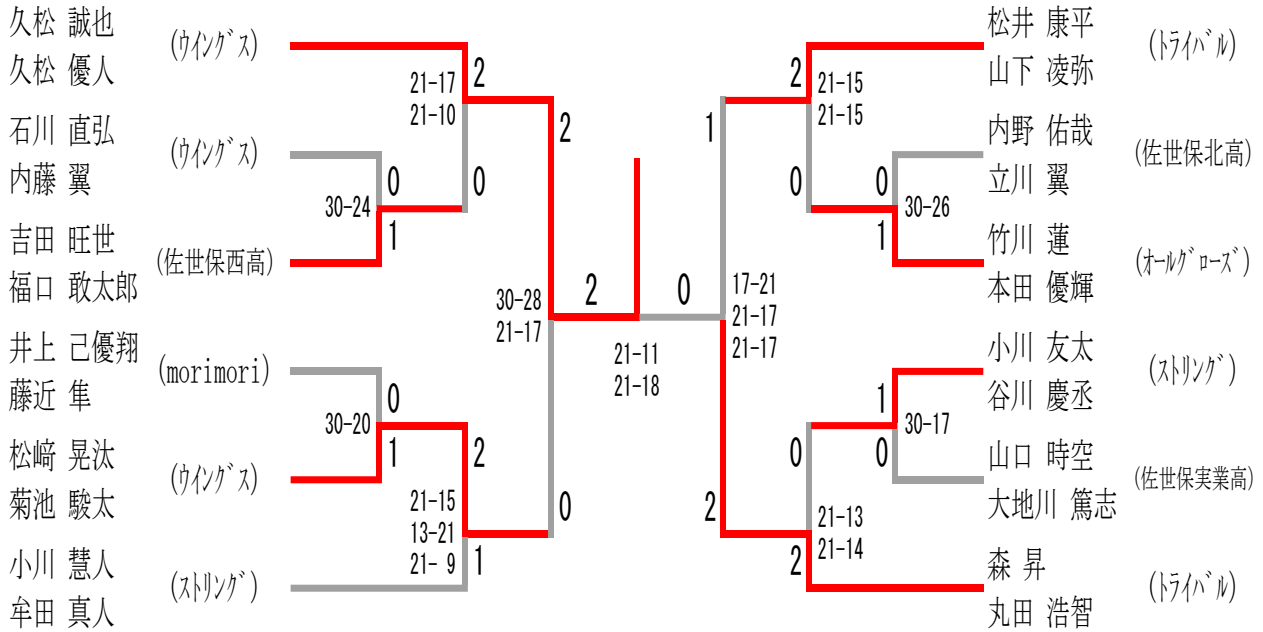 久松 誠也
久松 優人
(ウイングス)
石川 直弘
内藤 翼
(ウイングス)
吉田 旺世
福口 敢太郎
(佐世保西高)
井上 己優翔
藤近 隼
(morimori)
松﨑 晃汰
菊池 駿太
(ウイングス)
小川 慧人
牟田 真人
(ストリング)
21-17
21-10
2
0
0
30-24
1
2
30-28
21-17
0
30-20
1
2
21-15
13-21
21- 9
1
0
2
0
21-11
21-18
1
17-21
21-17
21-17
2
2
21-15
21-15
0
0
30-26
1
1
30-17
0
0
21-13
21-14
2
松井 康平
山下 凌弥
(トライバル)
内野 佑哉
立川 翼
(佐世保北高)
竹川 蓮
本田 優輝
(オールグローズ)
小川 友太
谷川 慶丞
(ストリング)
山口 時空
大地川 篤志
(佐世保実業高)
森 昇
丸田 浩智
(トライバル)